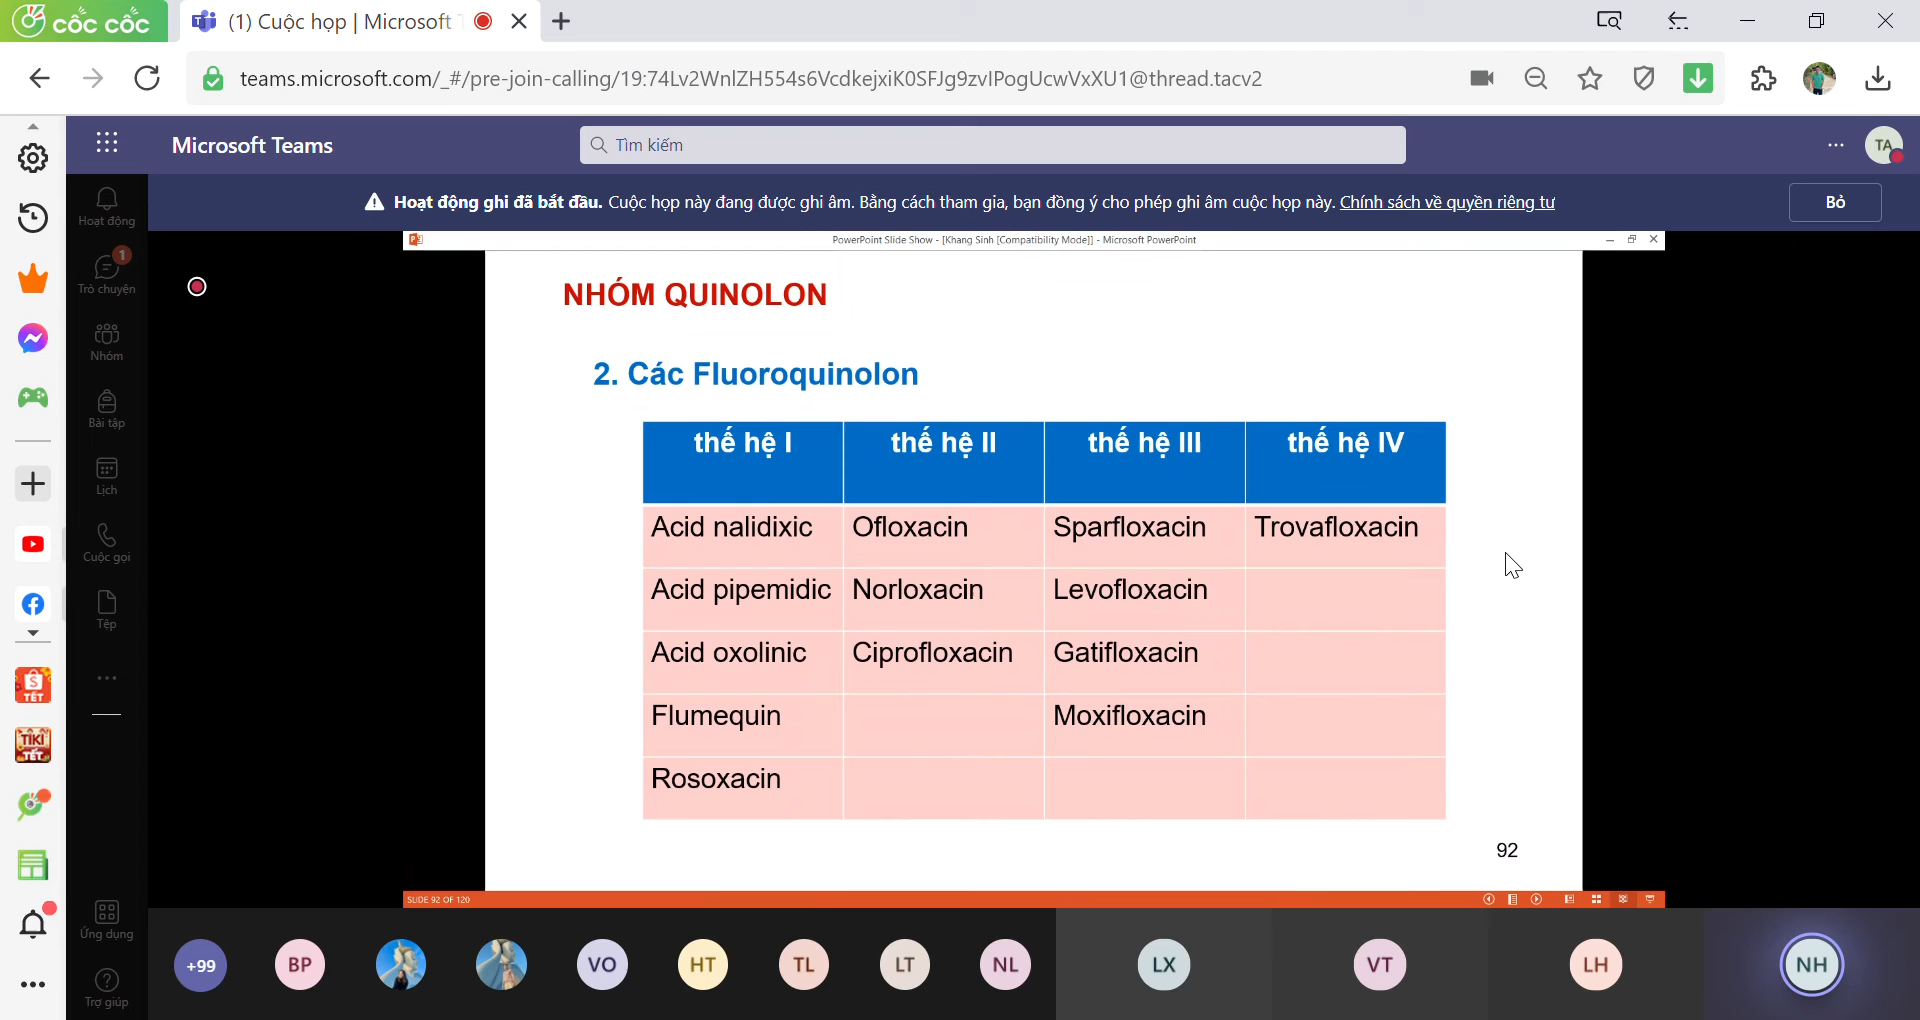 cốc cốc
(1) Cuộc họp | Microsoft T
teams.microsoft.com/_#/pre-join-calling/19:74Lv2WnlZH554s6VcdkejxiK0SFJg9zvIPogUcwVxXU1@thread.tacv2
Microsoft Teams
Tìm kiếm
TA
Hoạt động ghi đã bắt đầu. Cuộc họp này đang được ghi âm. Bằng cách tham gia, bạn đồng ý cho phép ghi âm cuộc họp này. Chính sách về quyền riêng tư
Bỏ
Hoạt động
1
Trò chuyện
Nhóm
Bài tập
Lịch
Cuộc gọi
Tệp
Ứng dụng
Trợ giúp
TẾT
TIKI
TẾT
PowerPoint Slide Show - [Khang Sinh [Compatibility Mode]] - Microsoft PowerPoint
NHÓM QUINOLON
2. Các Fluoroquinolon
thế hệ I thế hệ II thế hệ III thế hệ IV
Acid nalidixic Ofloxacin Sparfloxacin Trovafloxacin
Acid pipemidic Norloxacin Levofloxacin
Acid oxolinic Ciprofloxacin Gatifloxacin
Flumequin Moxifloxacin
Rosoxacin
92
SLIDE 92 OF 120
+99 BP VO HT TL LT NL LX VT LH NH